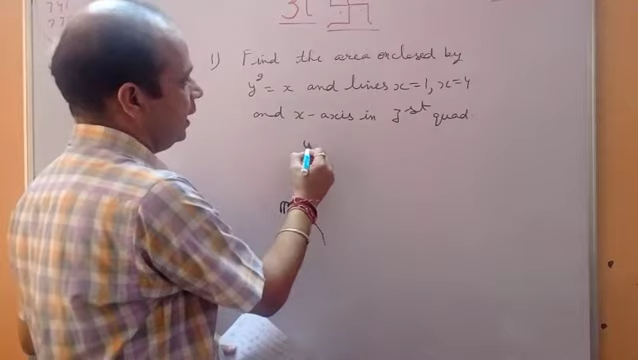 1) Find the area enclosed by
y² = x and lines x=1, x=4
and x-axis in Ist quad.
y